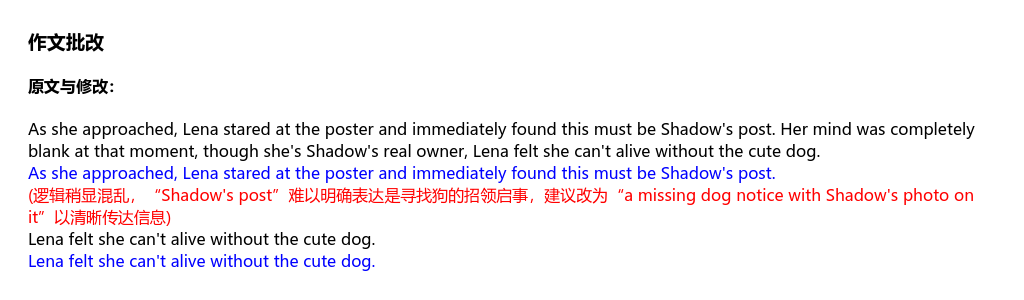 作文批改
原文与修改：
As she approached, Lena stared at the poster and immediately found this must be Shadow's post. Her mind was completely
blank at that moment, though she's Shadow's real owner, Lena felt she can't alive without the cute dog.
As she approached, Lena stared at the poster and immediately found this must be Shadow's post.
(逻辑稍显混乱，“Shadow's post”难以明确表达是寻找狗的招领启事，建议改为“a missing dog notice with Shadow's photo on
it”以清晰传达信息)
Lena felt she can't alive without the cute dog.
Lena felt she can't alive without the cute dog.